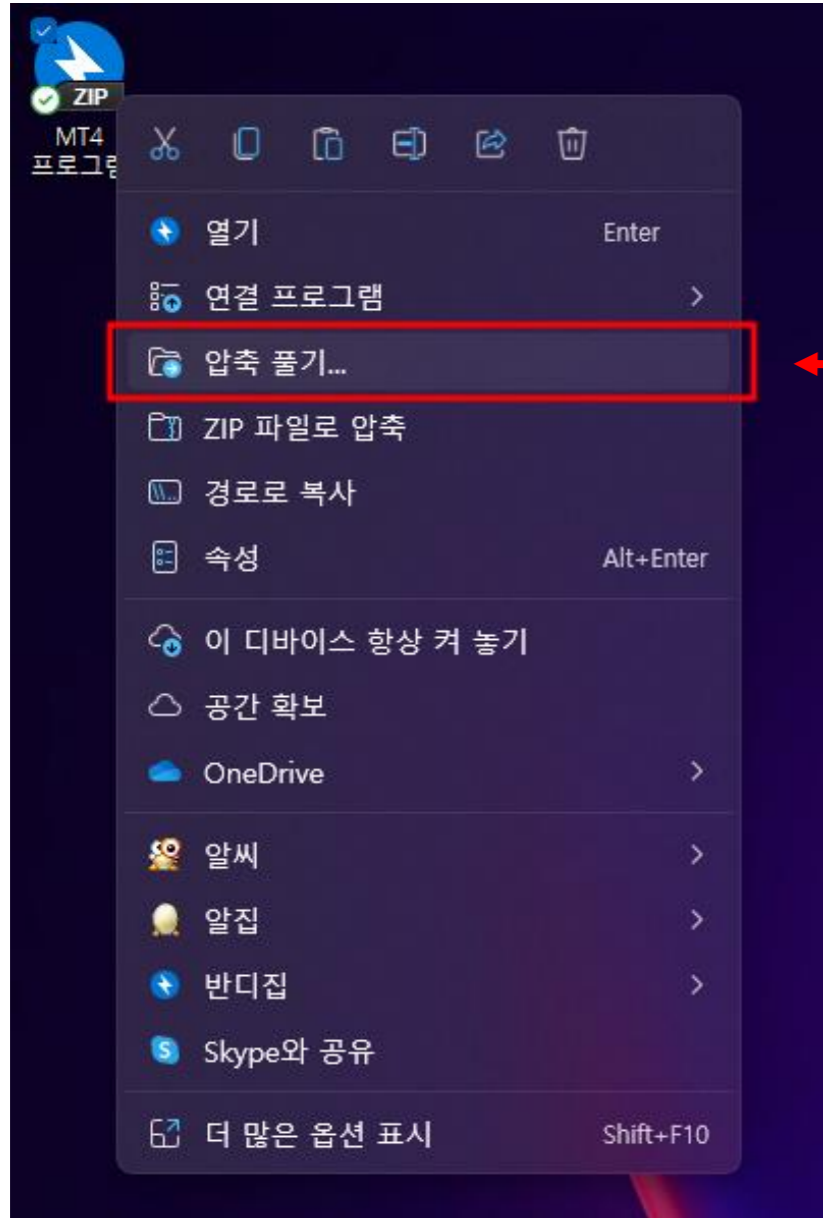 ZIP
MT4
프로그램
열기 Enter
연결 프로그램
압축 풀기...
ZIP 파일로 압축
경로로 복사
속성 Alt+Enter
이 디바이스 항상 켜 놓기
공간 확보
OneDrive
알씨
알집
반디집
Skype와 공유
더 많은 옵션 표시 Shift+F10